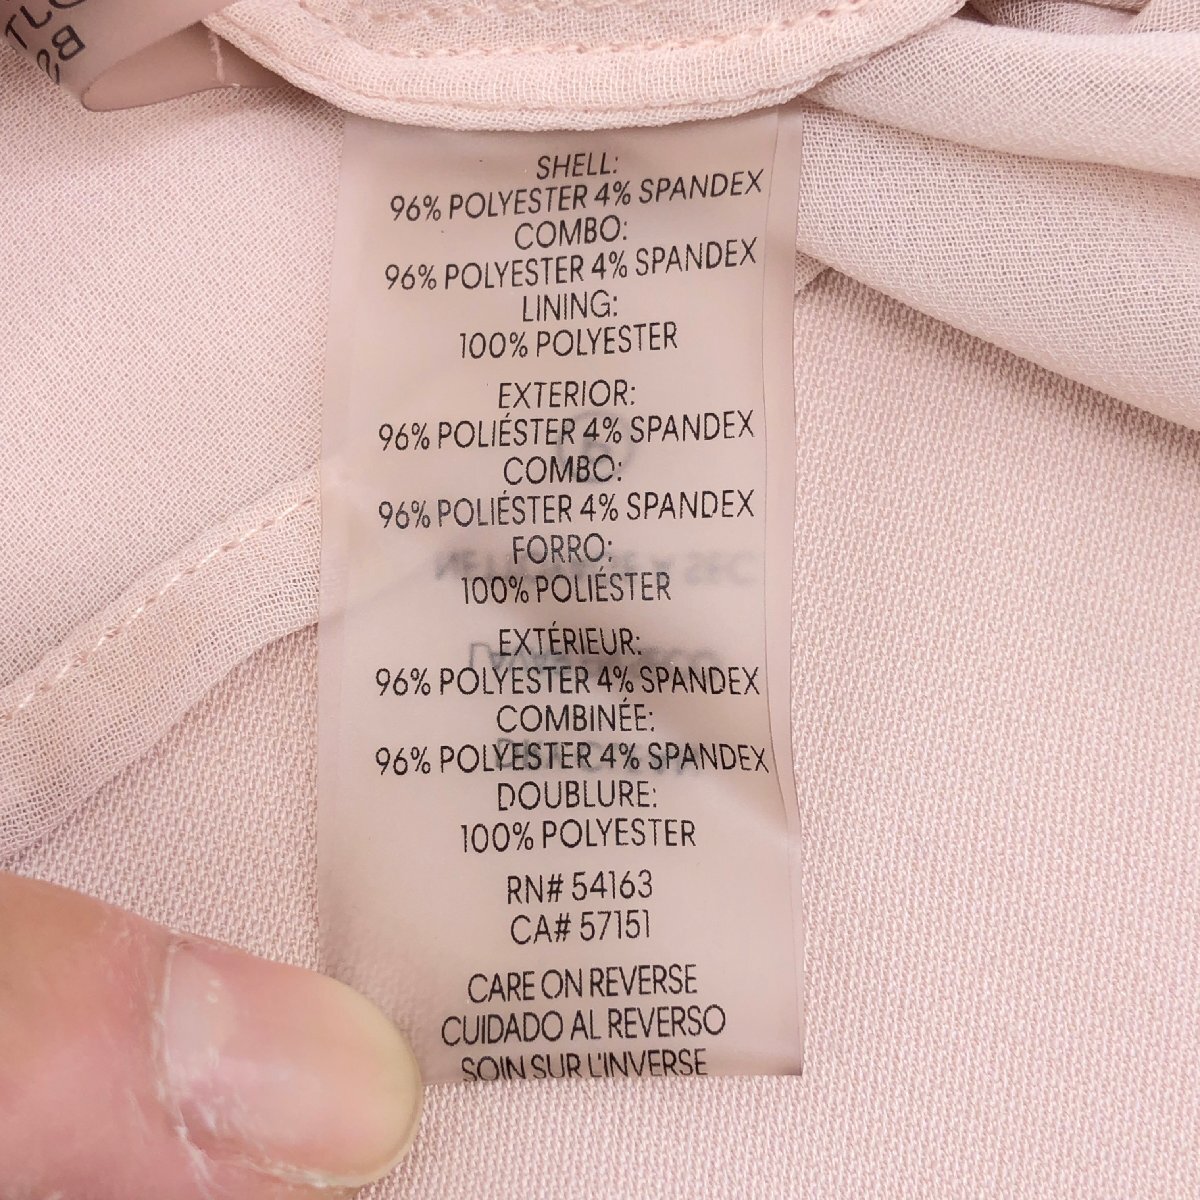 SHELL:
96% POLYESTER 4% SPANDEX
COMBO:
96% POLYESTER 4% SPANDEX
LINING:
100% POLYESTER
EXTERIOR:
96% POLIÉSTER 4% SPANDEX
COMBO:
96% POLIÉSTER 4% SPANDEX
FORRO:
100% POLIÉSTER
EXTÉRIEUR:
96% POLYESTER 4% SPANDEX
COMBINÉE:
96% POLYESTER 4% SPANDEX
DOUBLURE:
100% POLYESTER
RN# 54163
CA# 57151
CARE ON REVERSE
CUIDADO AL REVERSO
SOIN SUR L'INVERSE